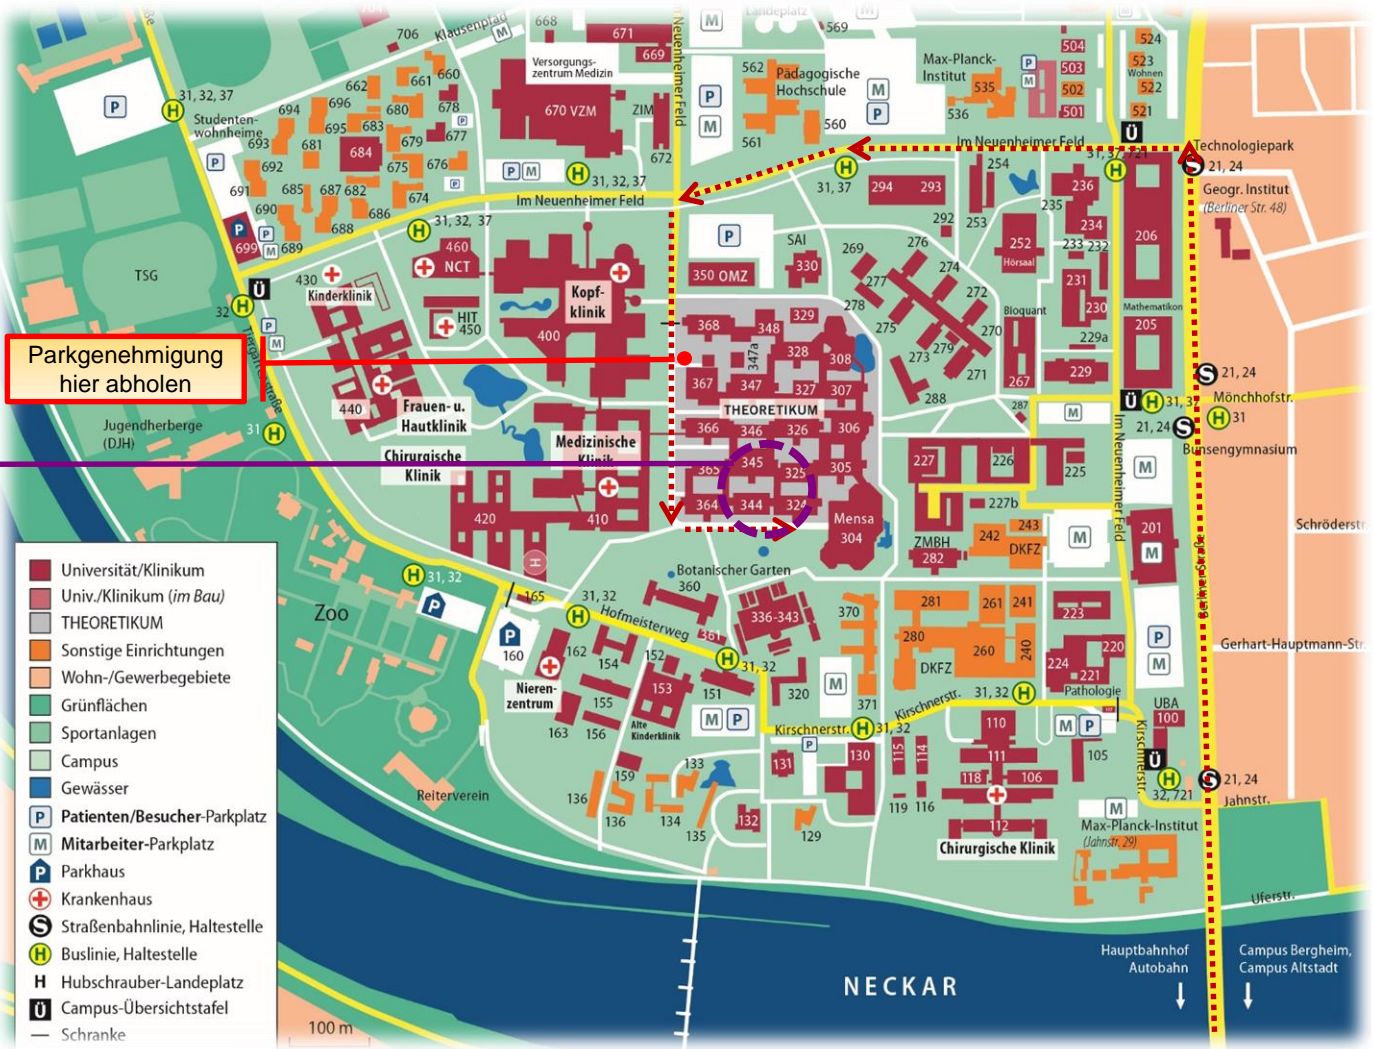 706
Klausenpfad
M
668
671
669
Versorgungs-
zentrum Medizin
670 VZM
ZIM
672
Im Neuenheimer Feld
M
Landeplatz
M
569
562
Pädagogische
Hochschule
560
561
M
P
P
M
Max-Planck-
Institut
535
536
P
M
504
503
502
501
524
523
Wohnen
522
521
Ü
P
H
31, 32, 37
Studenten-
wohnheime
694
696
662
661
660
695
683
680
678
693
681
684
679
677
692
675
676
691
685
687
682
674
690
686
688
689
699
P
P
M
P
P
P
P M
H
31, 32, 37
Im Neuenheimer Feld
H
31, 32, 37
H
31, 37
Im Neuenheimer Feld
31, 37, 721
H
Technologiepark
S
21, 24
Geogr. Institut
(Berliner Str. 48)
294
293
292
254
253
235
236
234
233
232
206
252
Hörsaal
231
230
229a
229
Mathematikon
205
Bioquant
267
287
SAI
330
269
276
277
274
278
272
275
270
273
279
271
288
P
350 OMZ
TSG
Ü
H
32
P
M
Tiergartenstraße
430
Kinderklinik
460
NCT
HIT
450
Kopf-
klinik
400
440
Frauen- u.
Hautklinik
Chirurgische
Klinik
Medizinische
Klinik
420
410
H
Parkgenehmigung
hier abholen
Jugendherberge
(DJH)
31
H
368
348
329
347a
328
308
367
347
327
307
THEORETIKUM
366
346
326
306
365
345
325
305
364
344
324
Mensa
304
M
Ü
H
31, 37
21, 24
S
S
21, 24
Mönchhofstr.
H
31
Bunsengymnasium
Im Neuenheimer Feld
M
227
226
225
227b
ZMBH
282
242
243
DKFZ
M
201
M
Berliner Straße
Schröderstr.
Gerhart-Hauptmann-Str.
Botanischer Garten
360
336-343
361
370
371
281
261
241
280
260
240
DKFZ
223
220
224
221
Pathologie
P
M
Zoo
H
31, 32
P
165
31, 32
H
Hofmeisterweg
P
160
162
154
152
Nieren-
zentrum
155
153
151
163
156
Alte
Kinderklinik
159
H
31, 32
M P
320
M
Kirschnerstr.
H
31, 32
Kirschnerstr.
31, 32
H
M P
UBA
100
Ü
H
32, 721
Kirschnerstr.
S
21, 24
Jahnstr.
110
111
118
106
112
105
115
114
119
116
P
131
130
133
136
136
134
135
132
129
Chirurgische Klinik
M
Max-Planck-Institut
(Jahnstr. 29)
Reiterverein
Uferstr.
NECKAR
Hauptbahnhof
Autobahn
Campus Bergheim,
Campus Altstadt
Universität/Klinikum
Univ./Klinikum (im Bau)
THEORETIKUM
Sonstige Einrichtungen
Wohn-/Gewerbegebiete
Grünflächen
Sportanlagen
Campus
Gewässer
P Patienten/Besucher-Parkplatz
M Mitarbeiter-Parkplatz
P Parkhaus
Krankenhaus
S Straßenbahnlinie, Haltestelle
H Buslinie, Haltestelle
H Hubschrauber-Landeplatz
Ü Campus-Übersichtstafel
Schranke
100 m